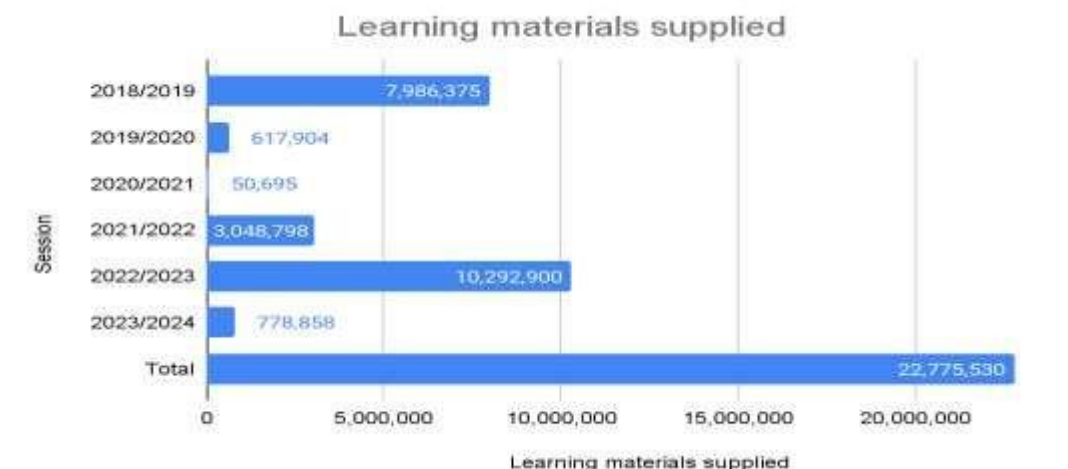 Learning materials supplied
Session
2018/2019 7,986,375
2019/2020 617,904
2020/2021 50,695
2021/2022 3,048,798
2022/2023 10,292,900
2023/2024 778,858
Total 22,775,530
0 5,000,000 10,000,000 15,000,000 20,000,000
Learning materials supplied